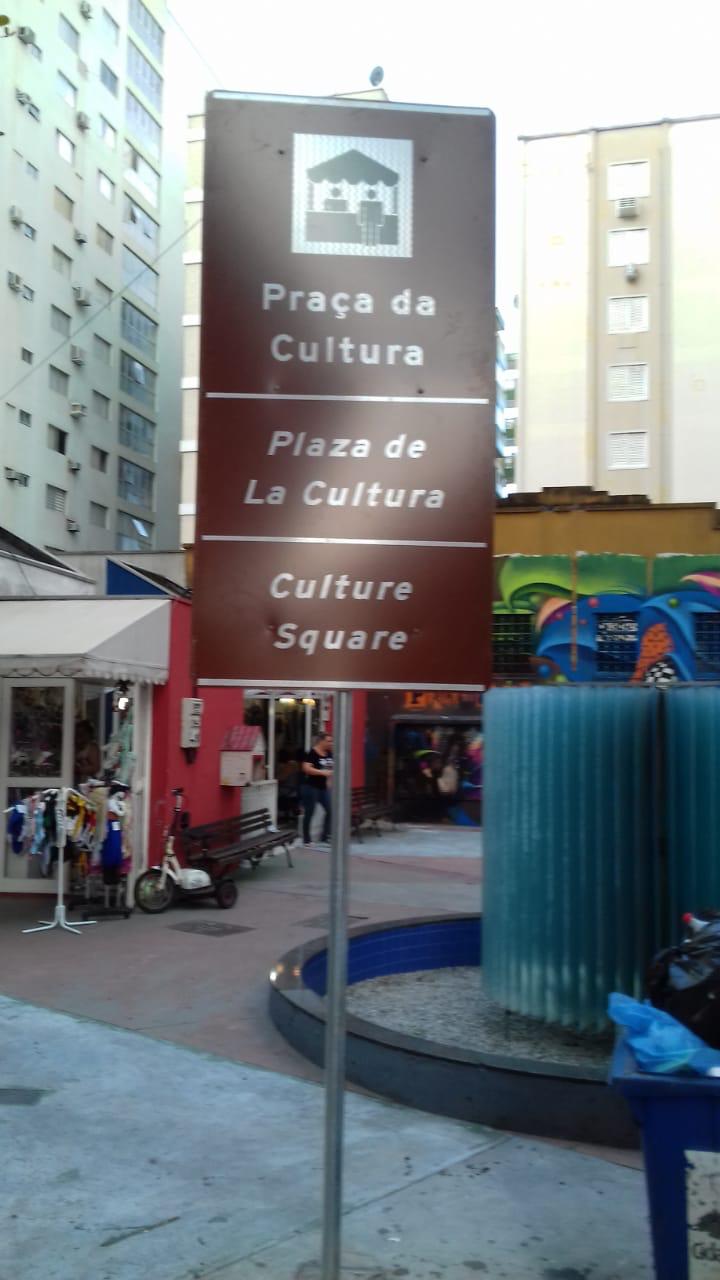 Praça da
Cultura
Plaza de
La Cultura
Culture
Square